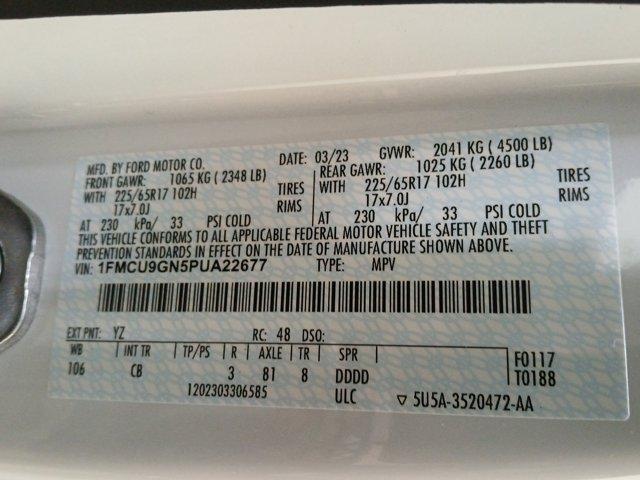 MFD. BY FORD MOTOR CO. DATE: 03/23 GVWR: 2041 KG ( 4500 LB)
FRONT GAWR: 1065 KG ( 2348 LB) REAR GAWR: 1025 KG ( 2260 LB)
WITH 225/65R17 102H TIRES WITH 225/65R17 102H TIRES
17x7.0J RIMS 17x7.0J RIMS
AT 230 kPa/ 33 PSI COLD AT 230 kPa/ 33 PSI COLD
THIS VEHICLE CONFORMS TO ALL APPLICABLE FEDERAL MOTOR VEHICLE SAFETY AND THEFT
PREVENTION STANDARDS IN EFFECT ON THE DATE OF MANUFACTURE SHOWN ABOVE.
VIN: 1FMCU9GN5PUA22677 TYPE: MPV
EXT PNT: YZ RC: 48 DSO:
WB INT TR TP/PS R AXLE TR SPR F0117
106 CB 3 81 8 DDDD T0188
1202303306585 ULC ▽ 5U5A-3520472-AA